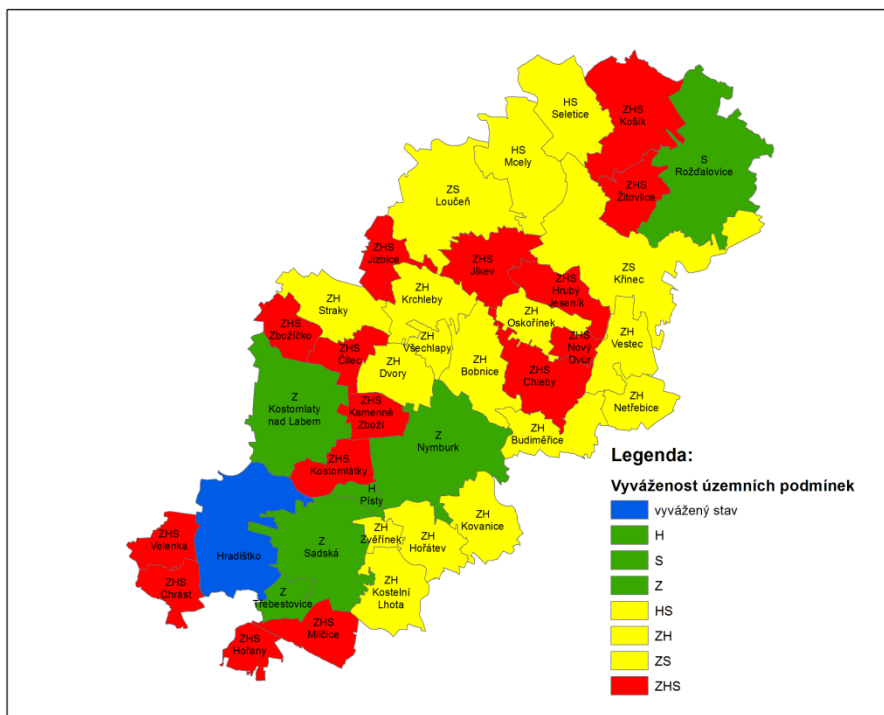 HS
Seletice
ZHS
Košík
HS
Mcely
S
Rožďalovice
ZHS
Žitovlice
ZS
Loučeň
ZHS
Jizbice
ZHS
Jíkev
ZS
Křinec
ZHS
Hrubý
Jeseník
ZH
Straky
ZH
Krchleby
ZH
Oskořínek
ZHS
Zbožíčko
ZHS
Čilec
ZH
Všechlapy
ZHS
Nový
Dvůr
ZH
Vestec
ZH
Dvory
ZH
Bobnice
ZHS
Chleby
Z
Kostomlaty
nad Labem
ZHS
Kamenné
Zboží
ZH
Netřebice
Z
Nymburk
ZH
Budiměřice
ZHS
Kostomlátky
H
Písty
ZH
Kovanice
ZHS
Velenka
Hradištko
Z
Sadská
ZH
Zvěřínek
ZH
Hořátev
ZHS
Chrást
Z
Třebestovice
ZH
Kostelní
Lhota
ZHS
Milčice
ZHS
Hořany
Legenda:
Vyváženost územních podmínek
vyvážený stav
H
S
Z
HS
ZH
ZS
ZHS